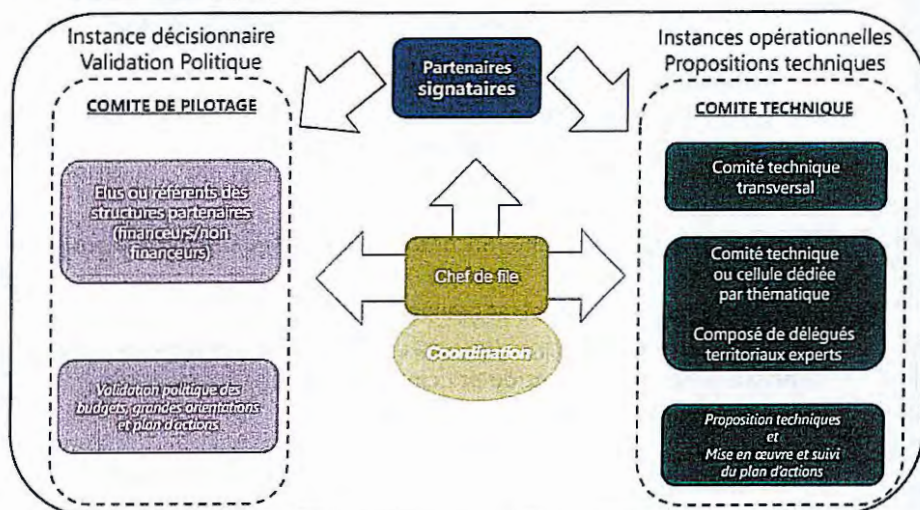 Instance décisionnaire
Validation Politique
COMITE DE PILOTAGE
Elus ou référents des
structures partenaires
(financeurs/non
financeurs)
Validation politique des
budgets, grandes orientations
et plan d'actions
Partenaires
signataires
Chef de file
Coordination
Instances opérationnelles
Propositions techniques
COMITE TECHNIQUE
Comité technique
transversal
Comité technique
ou cellule dédiée
par thématique
Composé de délégués
territoriaux experts
Proposition techniques
et
Mise en œuvre et suivi
du plan d'actions